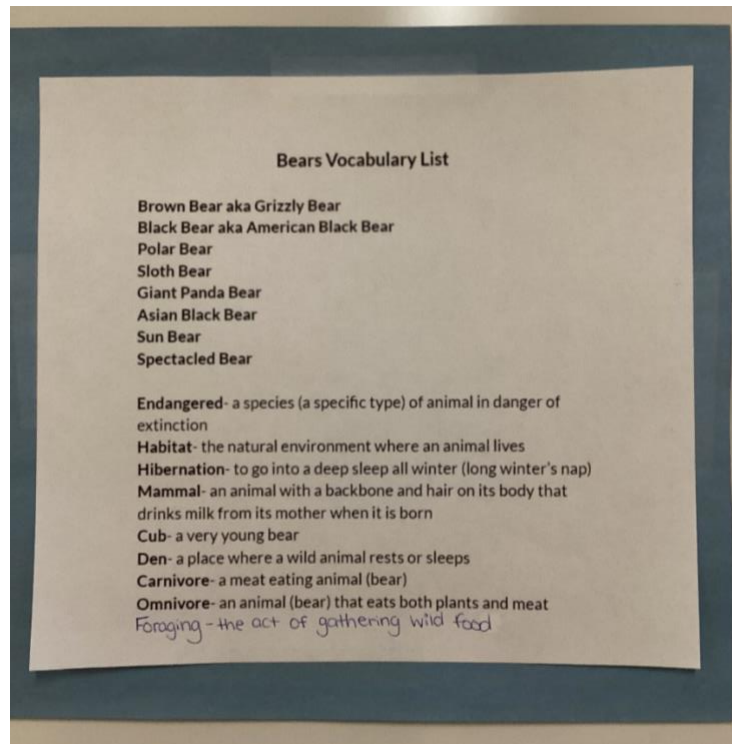 Bears Vocabulary List
Brown Bear aka Grizzly Bear
Black Bear aka American Black Bear
Polar Bear
Sloth Bear
Giant Panda Bear
Asian Black Bear
Sun Bear
Spectacled Bear
Endangered- a species (a specific type) of animal in danger of
extinction
Habitat- the natural environment where an animal lives
Hibernation- to go into a deep sleep all winter (long winter's nap)
Mammal- an animal with a backbone and hair on its body that
drinks milk from its mother when it is born
Cub- a very young bear
Den- a place where a wild animal rests or sleeps
Carnivore- a meat eating animal (bear)
Omnivore- an animal (bear) that eats both plants and meat
Foraging - the act of gathering wild food